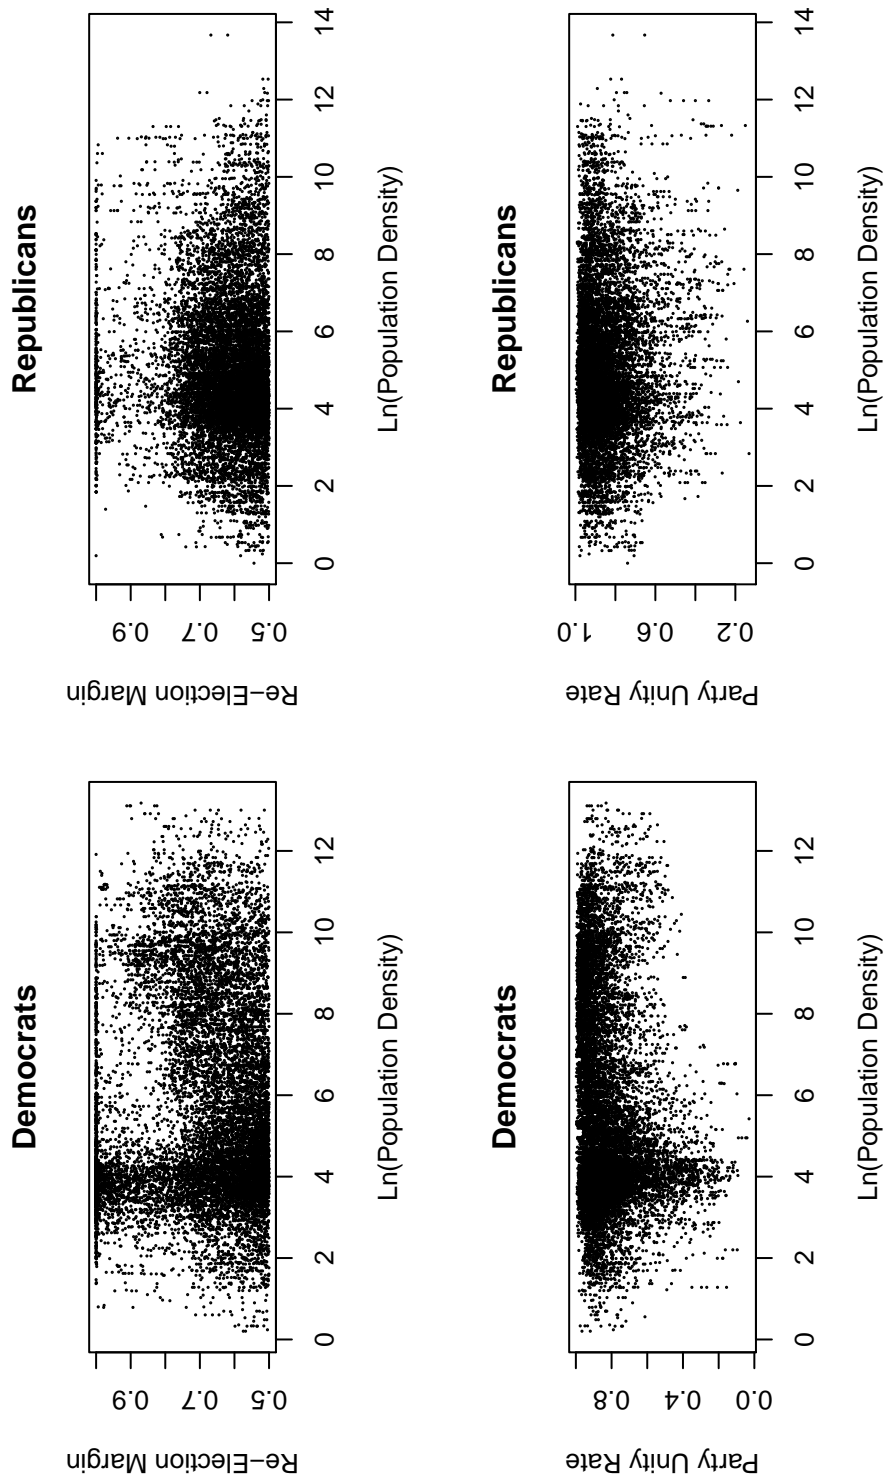 Democrats
Re−Election Margin
0.5 0.7 0.9
0 2 4 6 8 10 12
Ln(Population Density)
Republicans
Re−Election Margin
0.5 0.7 0.9
0 2 4 6 8 10 12 14
Ln(Population Density)
Democrats
Party Unity Rate
0.0 0.4 0.8
0 2 4 6 8 10 12
Ln(Population Density)
Republicans
Party Unity Rate
0.2 0.6 1.0
0 2 4 6 8 10 12 14
Ln(Population Density)